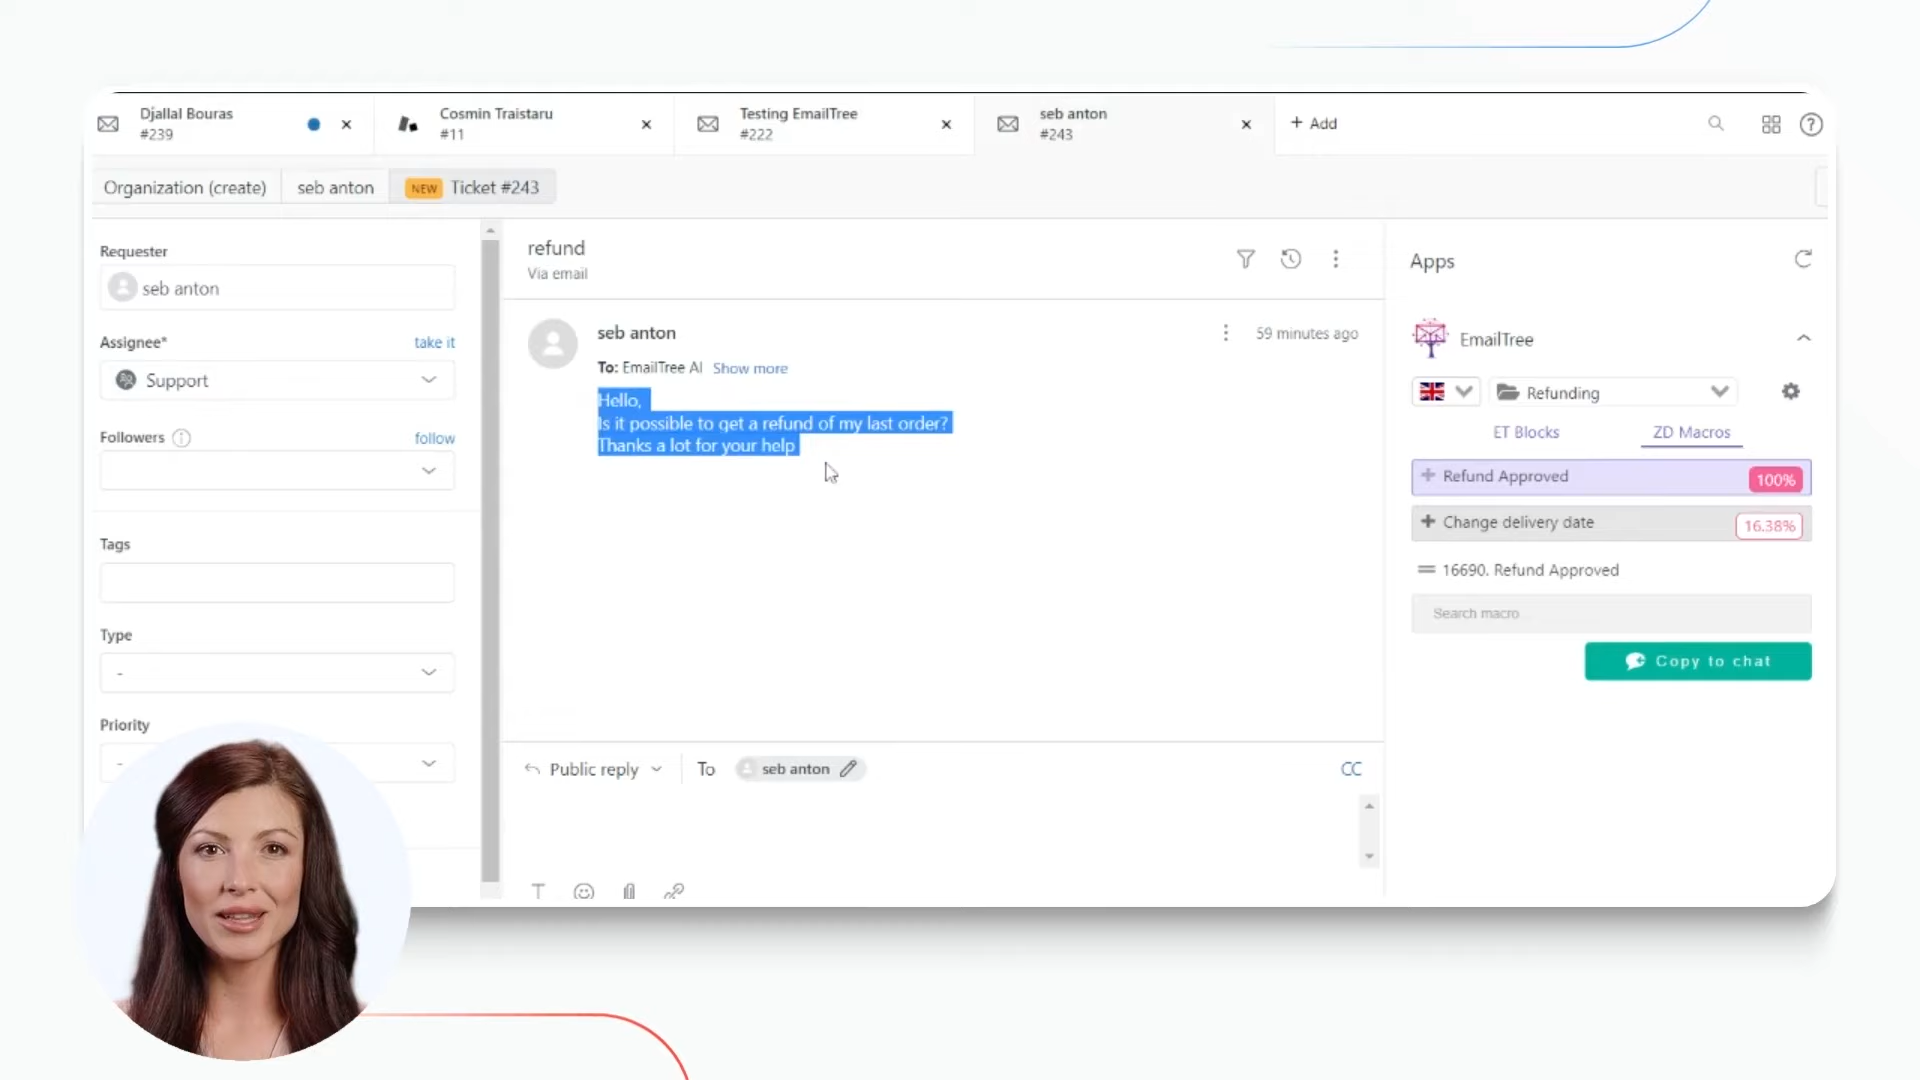 Djallal Bouras
#239
Cosmin Traistaru
#11
Testing EmailTree
#222
seb anton
#243
+ Add
Organization (create)
seb anton
NEW Ticket #243
Requester
seb anton
Assignee*
take it
Support
Followers
follow
Tags
Type
-
Priority
-
refund
Via email
seb anton
59 minutes ago
To: EmailTree AI Show more
Hello,
Is it possible to get a refund of my last order?
Thanks a lot for your help
Public reply
To
seb anton
CC
Apps
EmailTree
Refunding
ET Blocks
ZD Macros
+ Refund Approved
100%
+ Change delivery date
16.38%
16690. Refund Approved
Search macro
Copy to chat